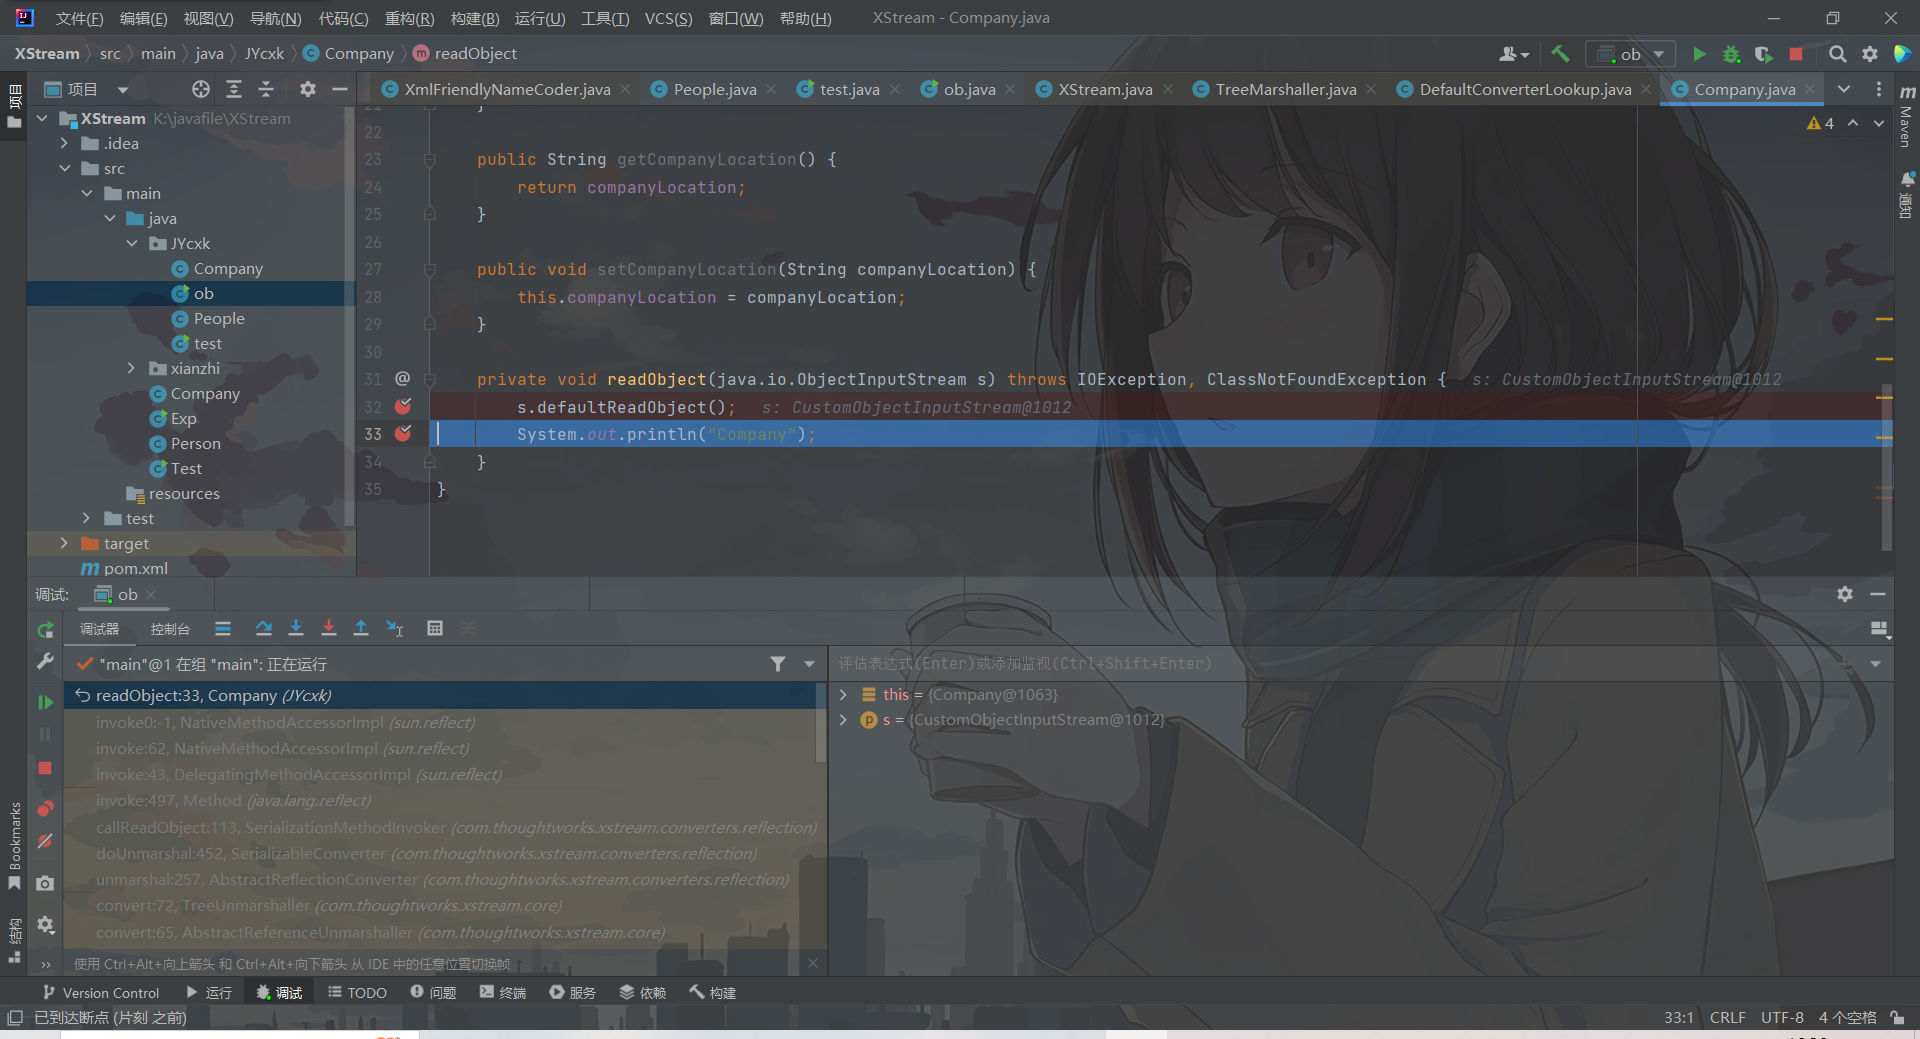 文件(F) 编辑(E) 视图(V) 导航(N) 代码(C) 重构(R) 构建(B) 运行(U) 工具(T) VCS(S) 窗口(W) 帮助(H) XStream - Company.java
XStream src main java JYcxk Company readObject
ob
项目
XmlFriendlyNameCoder.java People.java test.java ob.java XStream.java TreeMarshaller.java DefaultConverterLookup.java Company.java
项目
Maven
通知
XStream K:\javafile\XStream
.idea
src
main
java
JYcxk
Company
ob
People
test
xianzhi
Company
Exp
Person
Test
resources
test
target
pom.xml
4
21 }
22
23 public String getCompanyLocation() {
24 return companyLocation;
25 }
26
27 public void setCompanyLocation(String companyLocation) {
28 this.companyLocation = companyLocation;
29 }
30
31 @ private void readObject(java.io.ObjectInputStream s) throws IOException, ClassNotFoundException { s: CustomObjectInputStream@1012
32 s.defaultReadObject(); s: CustomObjectInputStream@1012
33 System.out.println("Company");
34 }
35 }
调试: ob
调试器 控制台
"main"@1 在组 "main": 正在运行
评估表达式(Enter)或添加监视(Ctrl+Shift+Enter)
readObject:33, Company (JYcxk)
invoke0:-1, NativeMethodAccessorImpl (sun.reflect)
invoke:62, NativeMethodAccessorImpl (sun.reflect)
invoke:43, DelegatingMethodAccessorImpl (sun.reflect)
invoke:497, Method (java.lang.reflect)
callReadObject:113, SerializationMethodInvoker (com.thoughtworks.xstream.converters.reflection)
doUnmarshal:452, SerializableConverter (com.thoughtworks.xstream.converters.reflection)
unmarshal:257, AbstractReflectionConverter (com.thoughtworks.xstream.converters.reflection)
convert:72, TreeUnmarshaller (com.thoughtworks.xstream.core)
convert:65, AbstractReferenceUnmarshaller (com.thoughtworks.xstream.core)
this = {Company@1063}
s = {CustomObjectInputStream@1012}
使用 Ctrl+Alt+向上箭头 和 Ctrl+Alt+向下箭头 从 IDE 中的任意位置切换帧
Bookmarks
结构
Version Control 运行 调试 TODO 问题 终端 服务 依赖 构建
已到达断点 (片刻 之前)
33:1 CRLF UTF-8 4 个空格